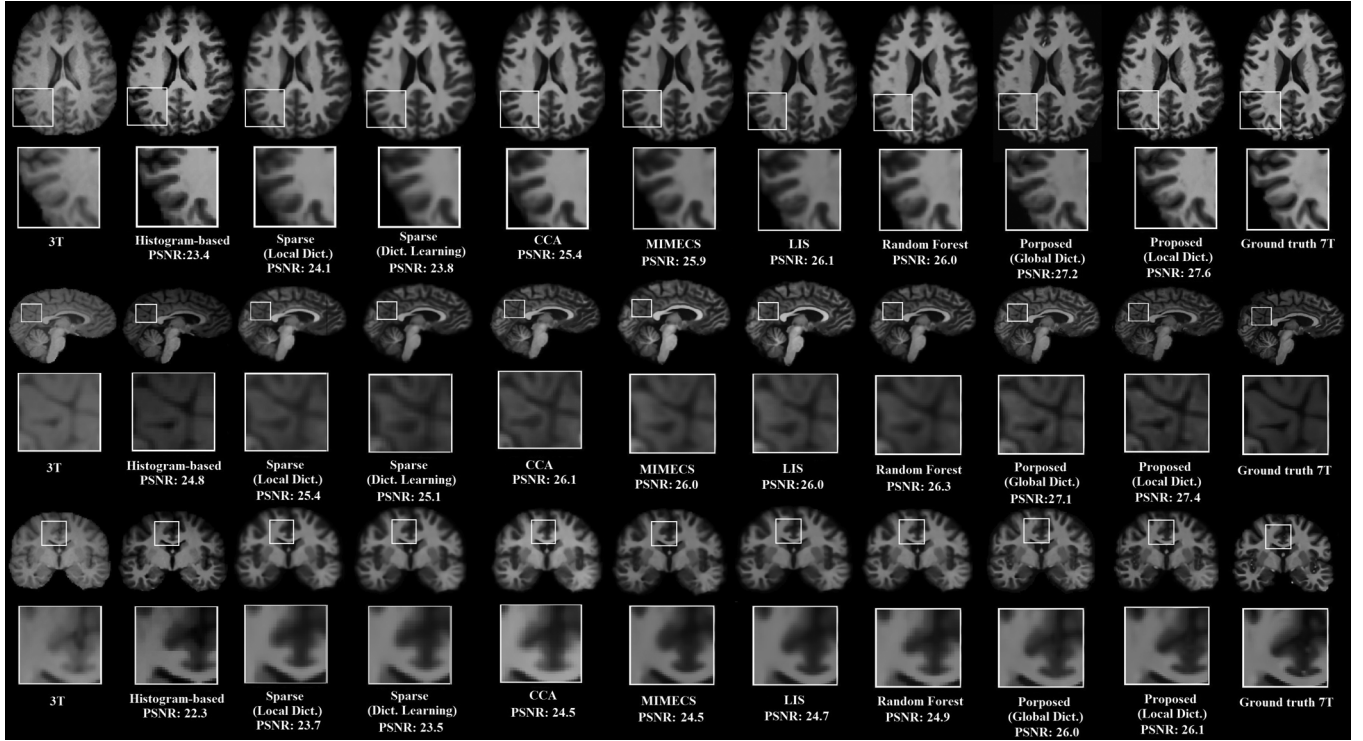 3T
Histogram-based
PSNR:23.4
Sparse
(Local Dict.)
PSNR: 24.1
Sparse
(Dict. Learning)
PSNR: 23.8
CCA
PSNR: 25.4
MIMECS
PSNR: 25.9
LIS
PSNR: 26.1
Random Forest
PSNR: 26.0
Porposed
(Global Dict.)
PSNR:27.2
Proposed
(Local Dict.)
PSNR: 27.6
Ground truth 7T
3T
Histogram-based
PSNR: 24.8
Sparse
(Local Dict.)
PSNR: 25.4
Sparse
(Dict. Learning)
PSNR: 25.1
CCA
PSNR: 26.1
MIMECS
PSNR: 26.0
LIS
PSNR: 26.0
Random Forest
PSNR: 26.3
Porposed
(Global Dict.)
PSNR:27.1
Proposed
(Local Dict.)
PSNR: 27.4
Ground truth 7T
3T
Histogram-based
PSNR: 22.3
Sparse
(Local Dict.)
PSNR: 23.7
Sparse
(Dict. Learning)
PSNR: 23.5
CCA
PSNR: 24.5
MIMECS
PSNR: 24.5
LIS
PSNR: 24.7
Random Forest
PSNR: 24.9
Porposed
(Global Dict.)
PSNR: 26.0
Proposed
(Local Dict.)
PSNR: 26.1
Ground truth 7T